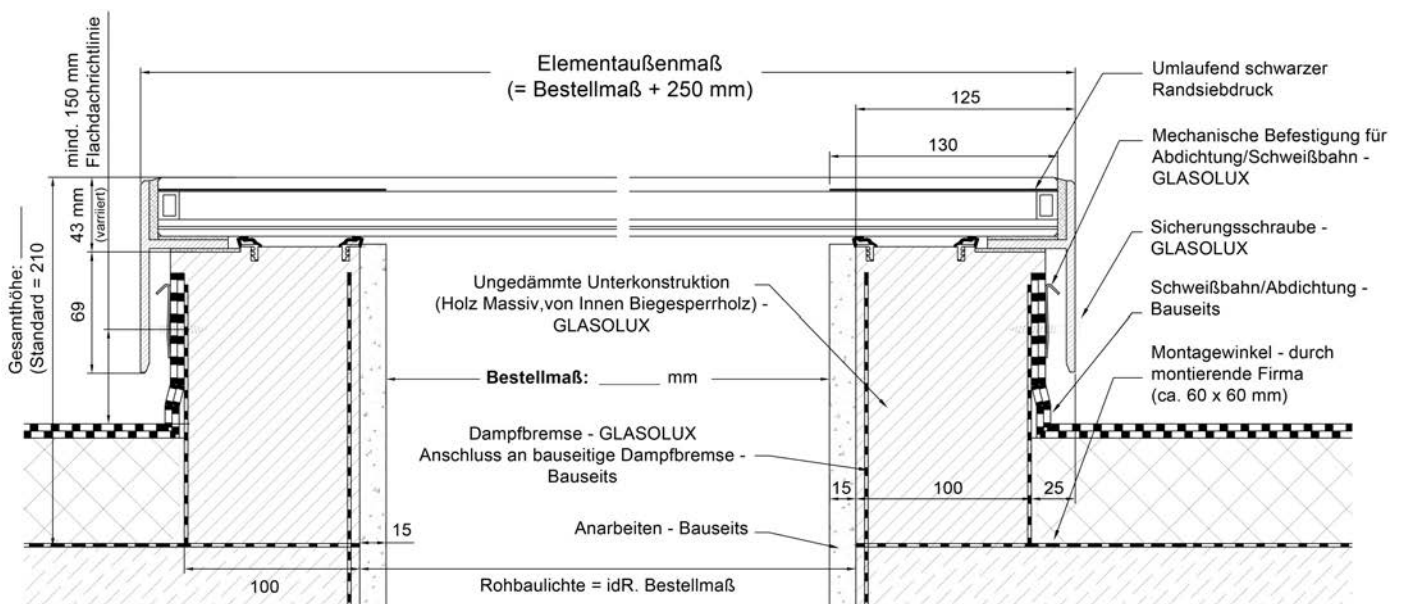 Elementaußenmaß
(= Bestellmaß + 250 mm)
125
130
mind. 150 mm
Flachdachrichtlinie
43 mm
(varriiert)
69
Gesamthöhe: _____
(Standard = 210
Umlaufend schwarzer
Randsiebdruck
Mechanische Befestigung für
Abdichtung/Schweißbahn -
GLASOLUX
Sicherungsschraube -
GLASOLUX
Schweißbahn/Abdichtung -
Bauseits
Montagewinkel - durch
montierende Firma
(ca. 60 x 60 mm)
Ungedämmte Unterkonstruktion
(Holz Massiv,von Innen Biegesperrholz) -
GLASOLUX
Bestellmaß: _____ mm
Dampfbremse - GLASOLUX
Anschluss an bauseitige Dampfbremse -
Bauseits
15
100
25
15
Anarbeiten - Bauseits
100
Rohbaulichte = idR. Bestellmaß